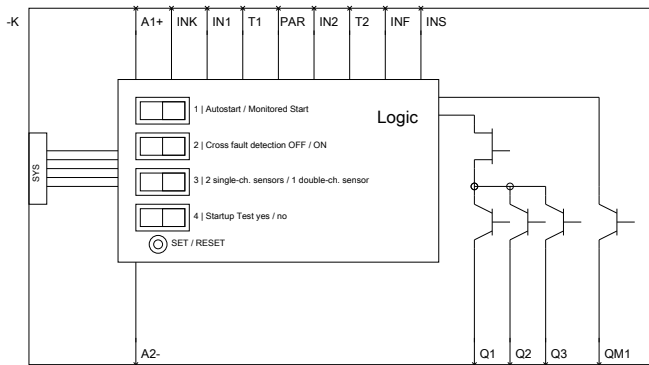 -K A1+ INK IN1 T1 PAR IN2 T2 INF INS
1 | Autostart / Monitored Start
Logic
2 | Cross fault detection OFF / ON
SYS
3 | 2 single-ch. sensors / 1 double-ch. sensor
4 | Startup Test yes / no
SET / RESET
A2- Q1 Q2 Q3 QM1